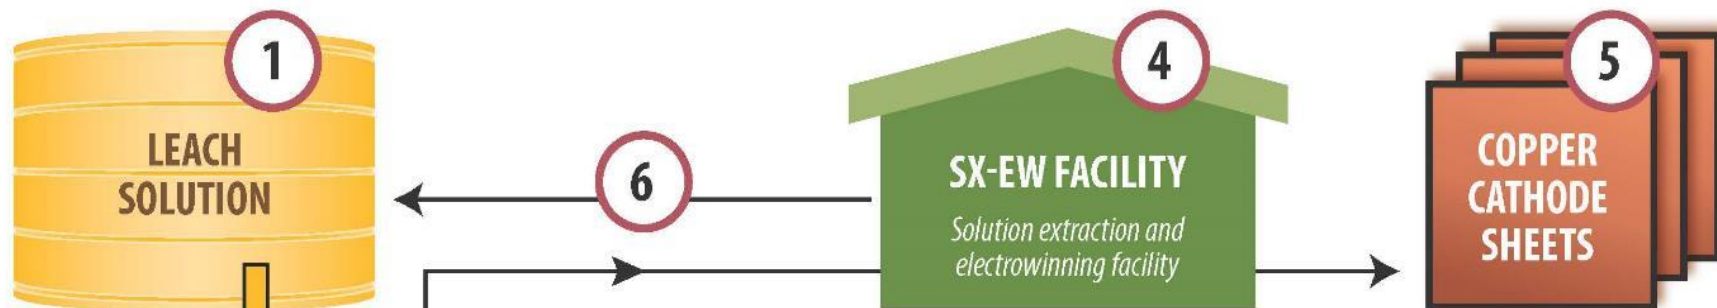 1
LEACH
SOLUTION
6
4
SX-EW FACILITY
Solution extraction and
electrowinning facility
5
COPPER
CATHODE
SHEETS